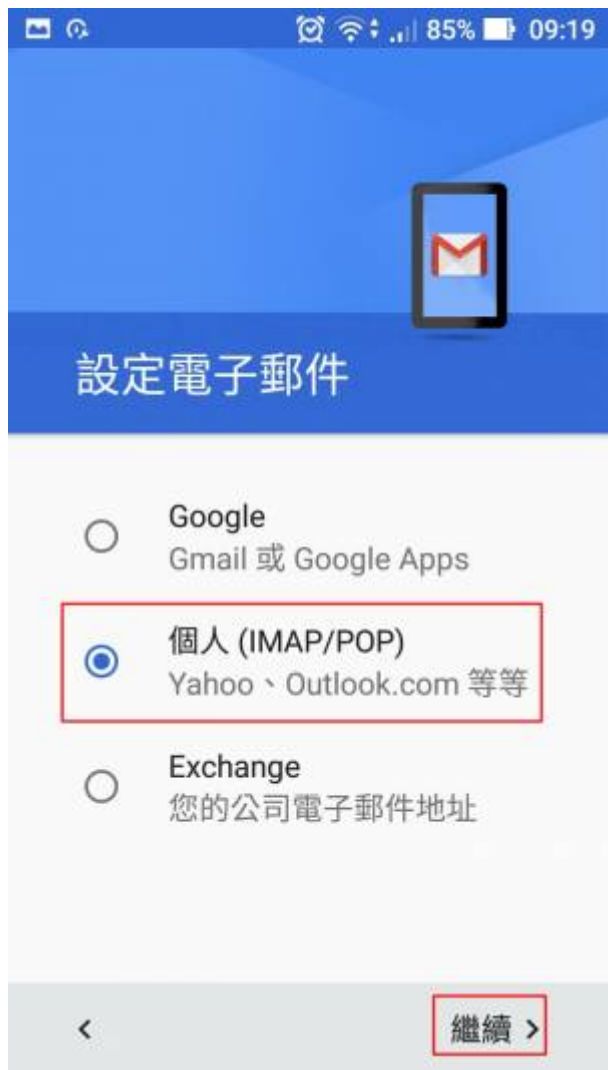 85% 09:19
設定電子郵件
Google
Gmail 或 Google Apps
個人 (IMAP/POP)
Yahoo、Outlook.com 等等
Exchange
您的公司電子郵件地址
繼續